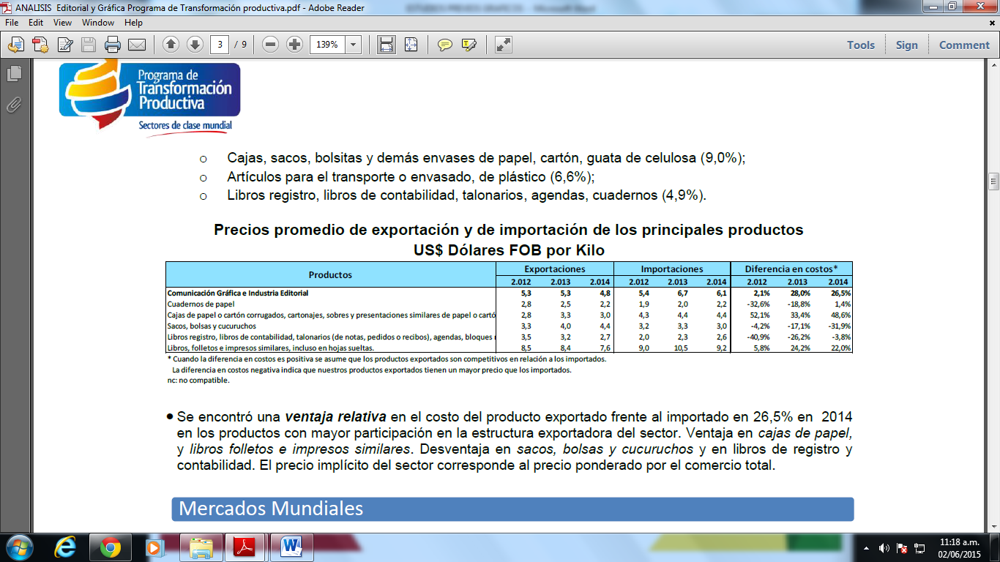 ANALISIS Editorial y Gráfica Programa de Transformación productiva.pdf - Adobe Reader
File Edit View Window Help
3 / 9 139% Tools Sign Comment
Programa de
Transformación
Productiva
Sectores de clase mundial
o Cajas, sacos, bolsitas y demás envases de papel, cartón, guata de celulosa (9,0%);
o Artículos para el transporte o envasado, de plástico (6,6%);
o Libros registro, libros de contabilidad, talonarios, agendas, cuadernos (4,9%).
Precios promedio de exportación y de importación de los principales productos
US$ Dólares FOB por Kilo
Productos Exportaciones Importaciones Diferencia en costos*
2.012 2.013 2.014 2.012 2.013 2.014 2.012 2.013 2.014
Comunicación Gráfica e Industria Editorial 5,3 5,3 4,8 5,4 6,7 6,1 2,1% 28,0% 26,5%
Cuadernos de papel 2,8 2,5 2,2 1,9 2,0 2,2 -32,6% -18,8% 1,4%
Cajas de papel o cartón corrugados, cartonajes, sobres y presentaciones similares de papel o cartó 2,8 3,3 3,0 4,3 4,4 4,4 52,1% 33,4% 48,6%
Sacos, bolsas y cucuruchos 3,3 4,0 4,4 3,2 3,3 3,0 -4,2% -17,1% -31,9%
Libros registro, libros de contabilidad, talonarios (de notas, pedidos o recibos), agendas, bloques 3,5 3,2 2,7 2,0 2,3 2,6 -40,9% -26,2% -3,8%
Libros, folletos e impresos similares, incluso en hojas sueltas. 8,5 8,4 7,6 9,0 10,5 9,2 5,8% 24,2% 22,0%
* Cuando la diferencia en costos es positiva se asume que los productos exportados son competitivos en relación a los importados.
La diferencia en costos negativa indica que nuestros productos exportados tienen un mayor precio que los importados.
nc: no compatible.
• Se encontró una ventaja relativa en el costo del producto exportado frente al importado en 26,5% en 2014
en los productos con mayor participación en la estructura exportadora del sector. Ventaja en cajas de papel,
y libros folletos e impresos similares. Desventaja en sacos, bolsas y cucuruchos y en libros de registro y
contabilidad. El precio implícito del sector corresponde al precio ponderado por el comercio total.
Mercados Mundiales
11:18 a.m.
02/06/2015